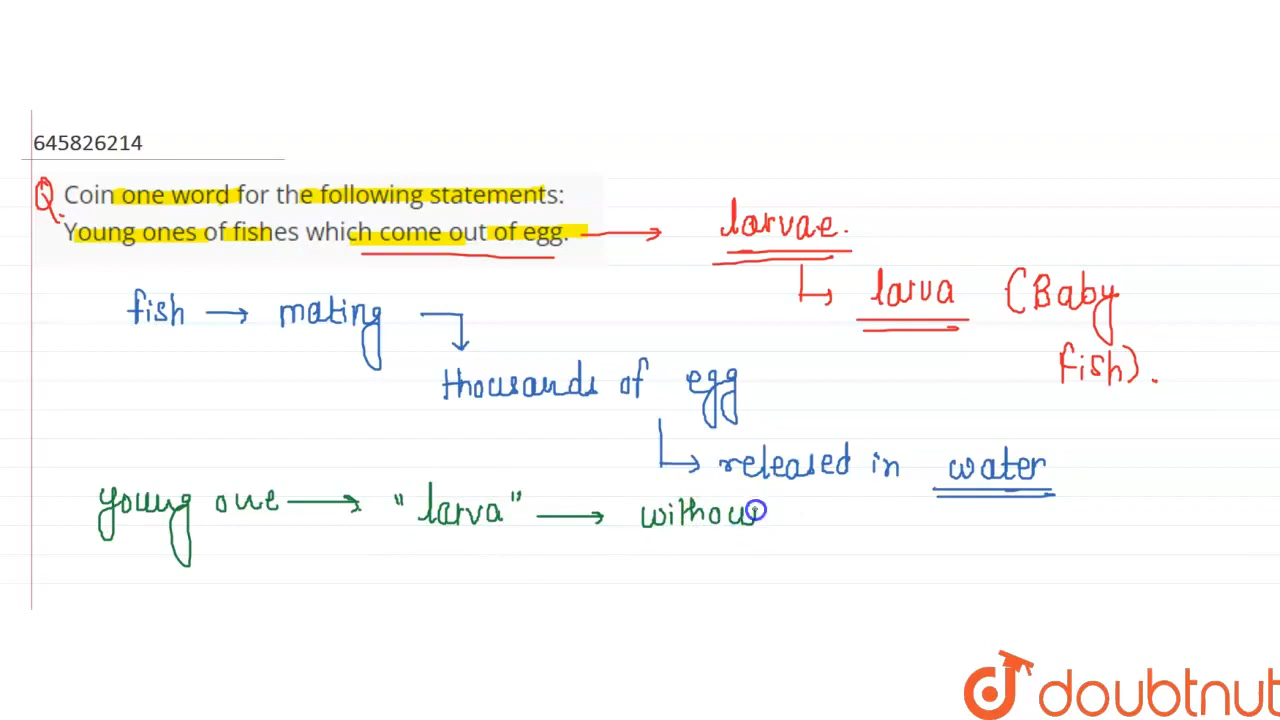 645826214
Q. Coin one word for the following statements:
Young ones of fishes which come out of egg. → larvae.
larva (Baby
fish).
fish → mating
thousands of egg
released in water
young one → "larva" → withou
doubtnut